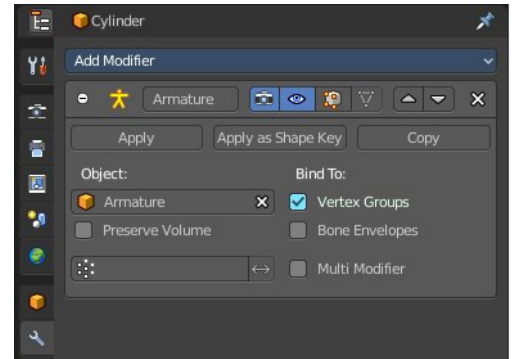 Cylinder
Add Modifier
Armature
Apply Apply as Shape Key Copy
Object: Bind To:
Armature Vertex Groups
Preserve Volume Bone Envelopes
Multi Modifier